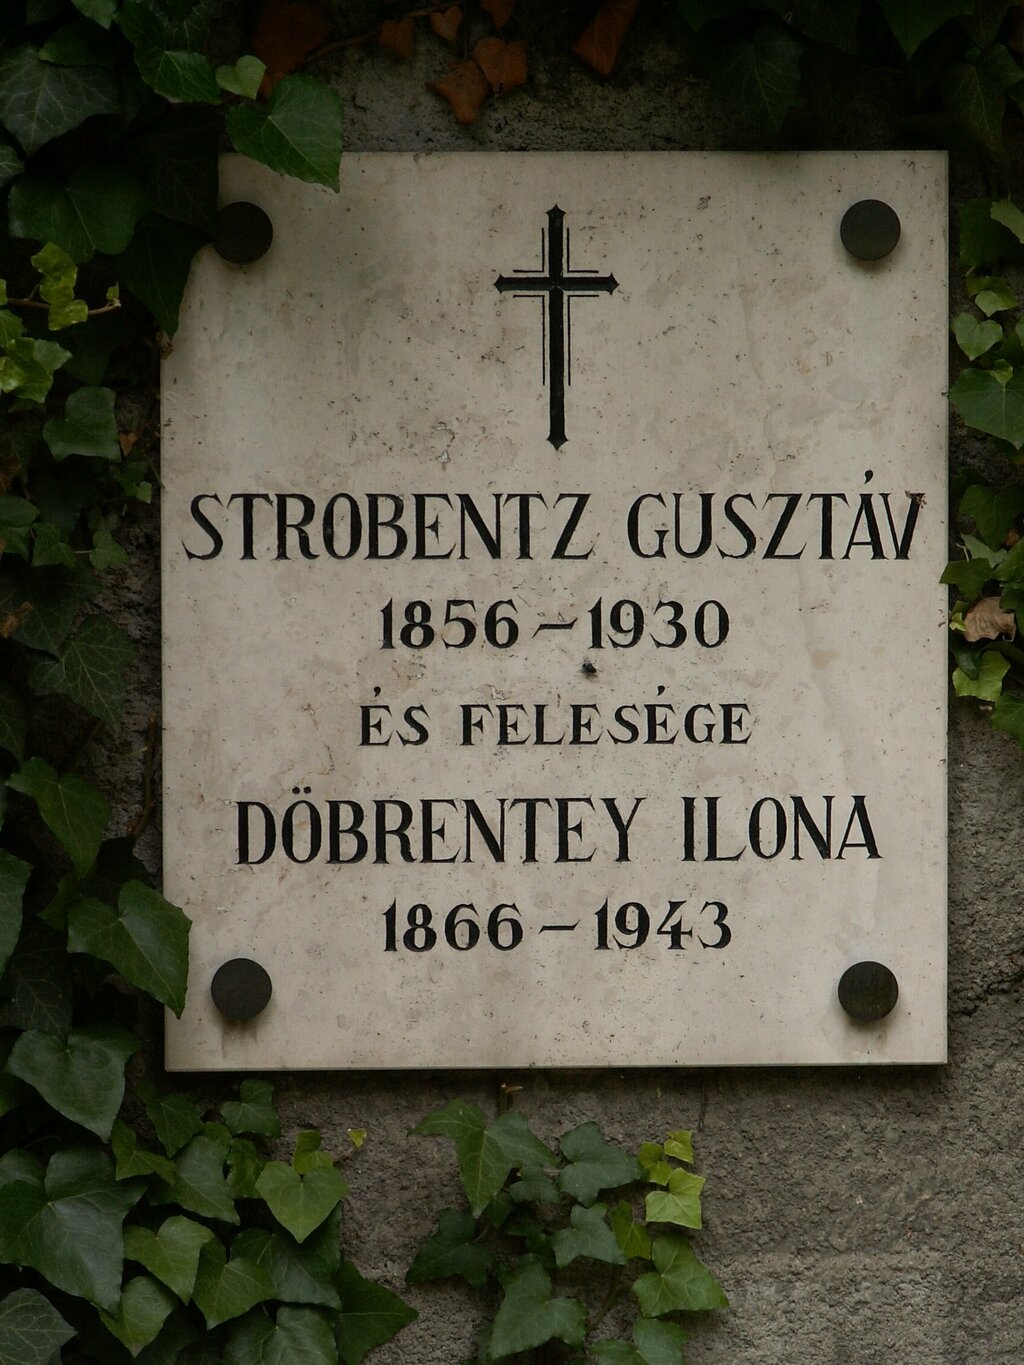 STROBENTZ GUSZTÁV
1856 – 1930
ÉS FELESÉGE
DÖBRENTEY ILONA
1866 – 1943